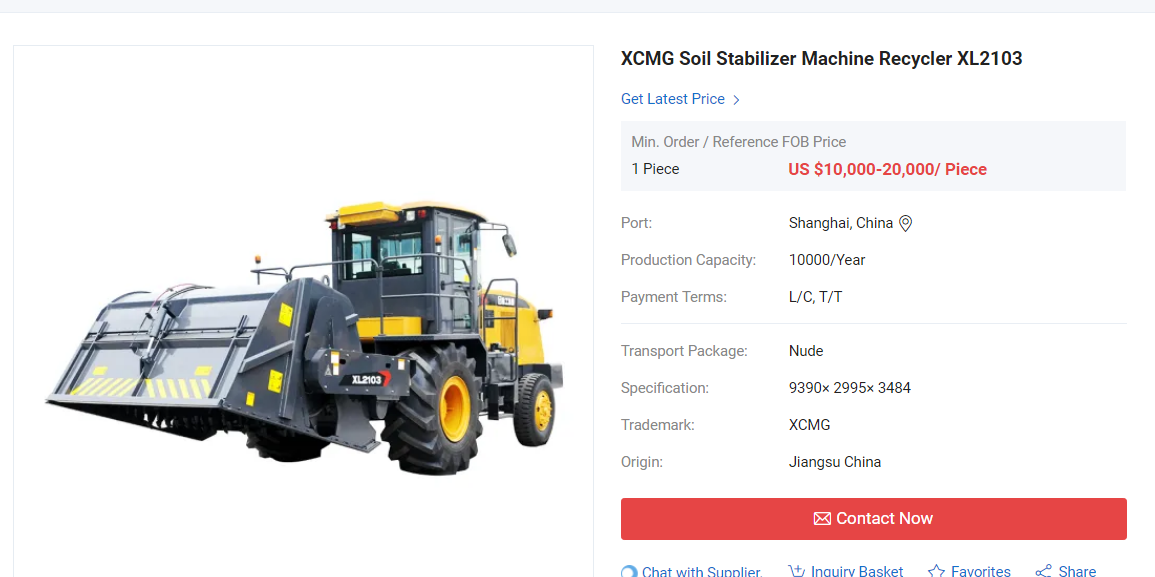 XCMG Soil Stabilizer Machine Recycler XL2103
Get Latest Price
Min. Order / Reference FOB Price
1 Piece US $10,000-20,000/ Piece
Port: Shanghai, China
Production Capacity: 10000/Year
Payment Terms: L/C, T/T
Transport Package: Nude
Specification: 9390× 2995× 3484
Trademark: XCMG
Origin: Jiangsu China
Contact Now
Chat with Supplier. Inquiry Basket Favorites Share
XL2103